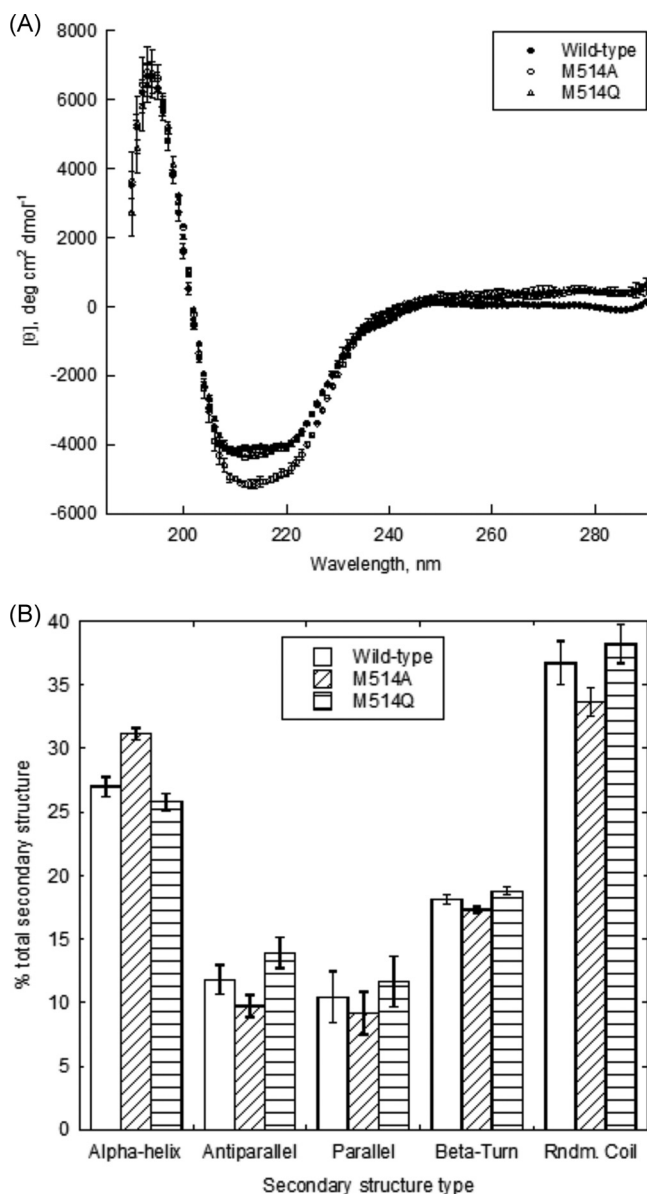 (A)
8000
6000
4000
2000
0
-2000
-4000
-6000
[θ], deg cm² dmol⁻¹
Wild-type
M514A
M514Q
200 220 240 260 280
Wavelength, nm
(B)
40
35
30
25
20
15
10
5
0
% total secondary structure
Wild-type
M514A
M514Q
Alpha-helix Antiparallel Parallel Beta-Turn Rndm. Coil
Secondary structure type